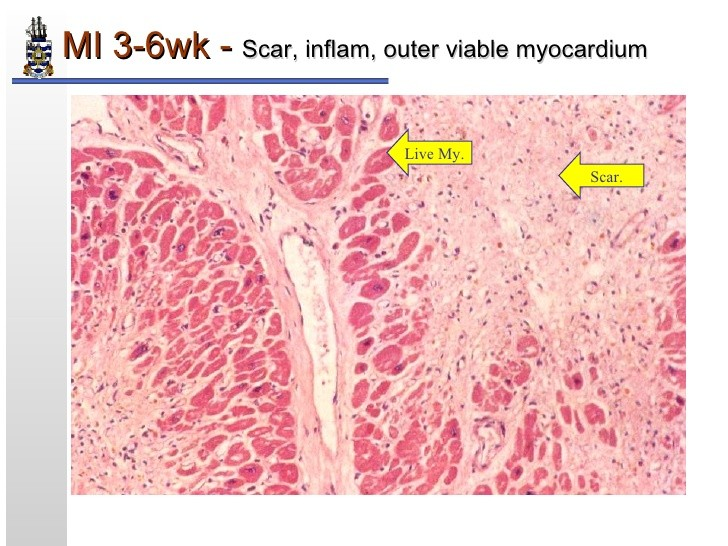 MI 3-6wk - Scar, inflam, outer viable myocardium
Live My.
Scar.